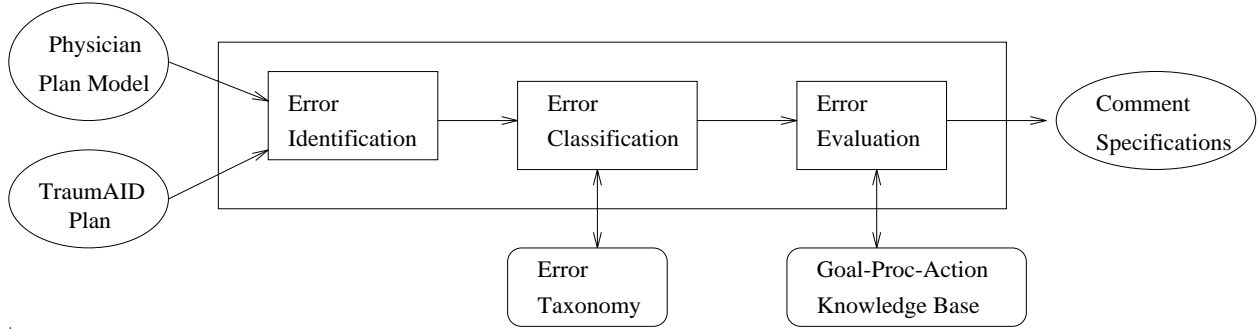 Physician
Plan Model
TraumAID
Plan
Error
Identification
Error
Classification
Error
Evaluation
Comment
Specifications
Error
Taxonomy
Goal-Proc-Action
Knowledge Base